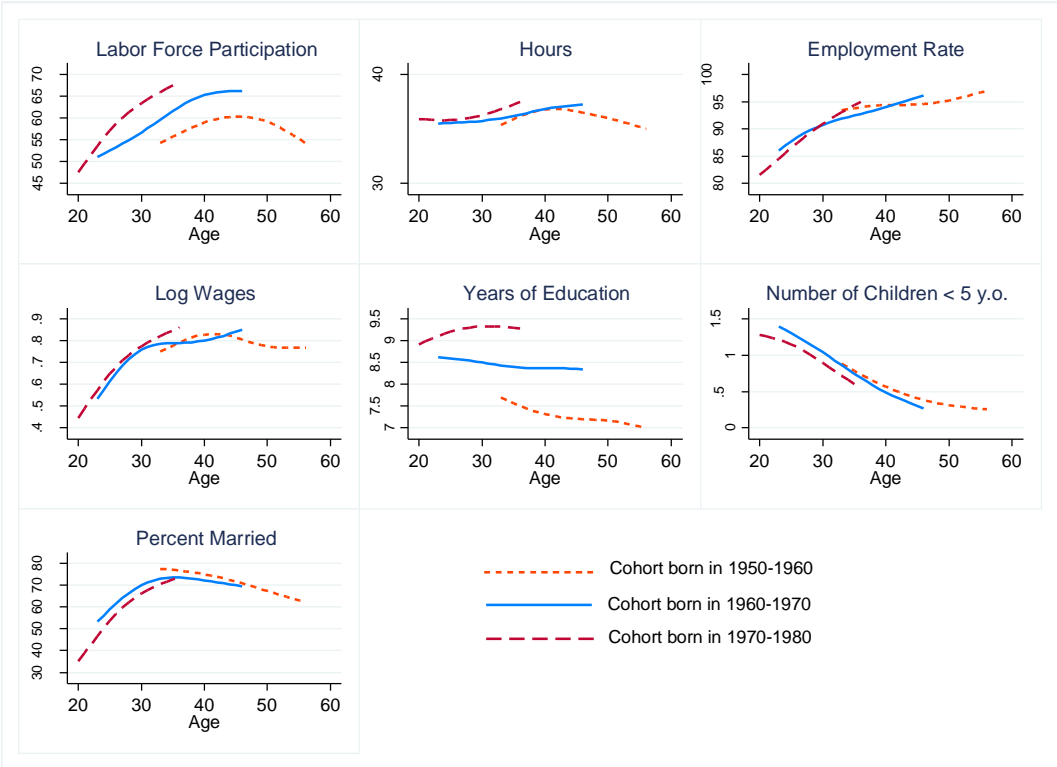 Labor Force Participation
45 50 55 60 65 70
20 30 40 50 60
Age
Hours
30 40
20 30 40 50 60
Age
Employment Rate
80 85 90 95 100
20 30 40 50 60
Age
Log Wages
.4 .5 .6 .7 .8 .9
20 30 40 50 60
Age
Years of Education
7 7.5 8 8.5 9 9.5
20 30 40 50 60
Age
Number of Children < 5 y.o.
0 .5 1 1.5
20 30 40 50 60
Age
Percent Married
30 40 50 60 70 80
20 30 40 50 60
Age
Cohort born in 1950-1960
Cohort born in 1960-1970
Cohort born in 1970-1980